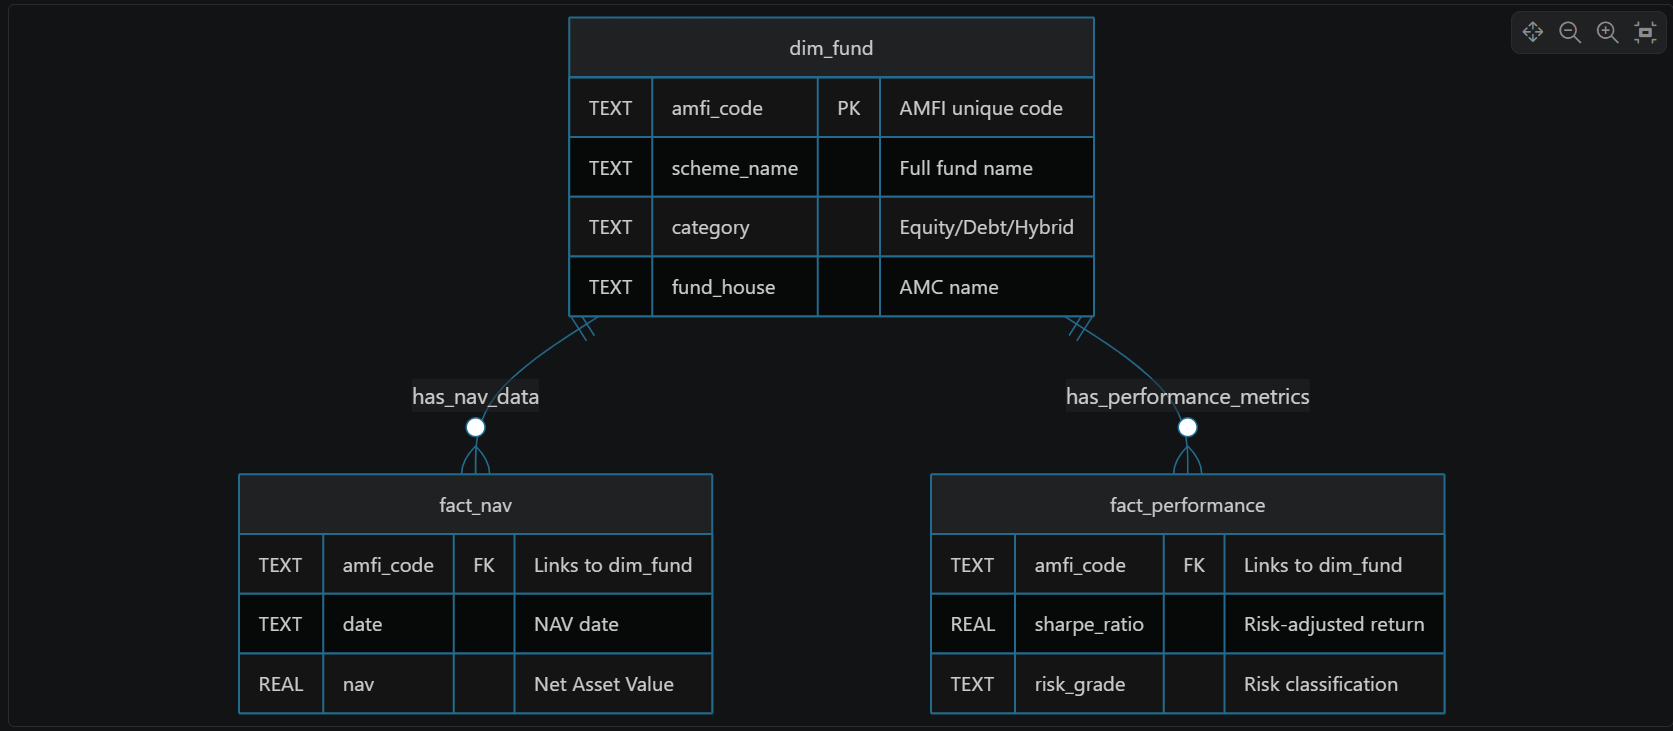 dim_fund
TEXT amfi_code PK AMFI unique code
TEXT scheme_name Full fund name
TEXT category Equity/Debt/Hybrid
TEXT fund_house AMC name
has_nav_data
has_performance_metrics
fact_nav
TEXT amfi_code FK Links to dim_fund
TEXT date NAV date
REAL nav Net Asset Value
fact_performance
TEXT amfi_code FK Links to dim_fund
REAL sharpe_ratio Risk-adjusted return
TEXT risk_grade Risk classification